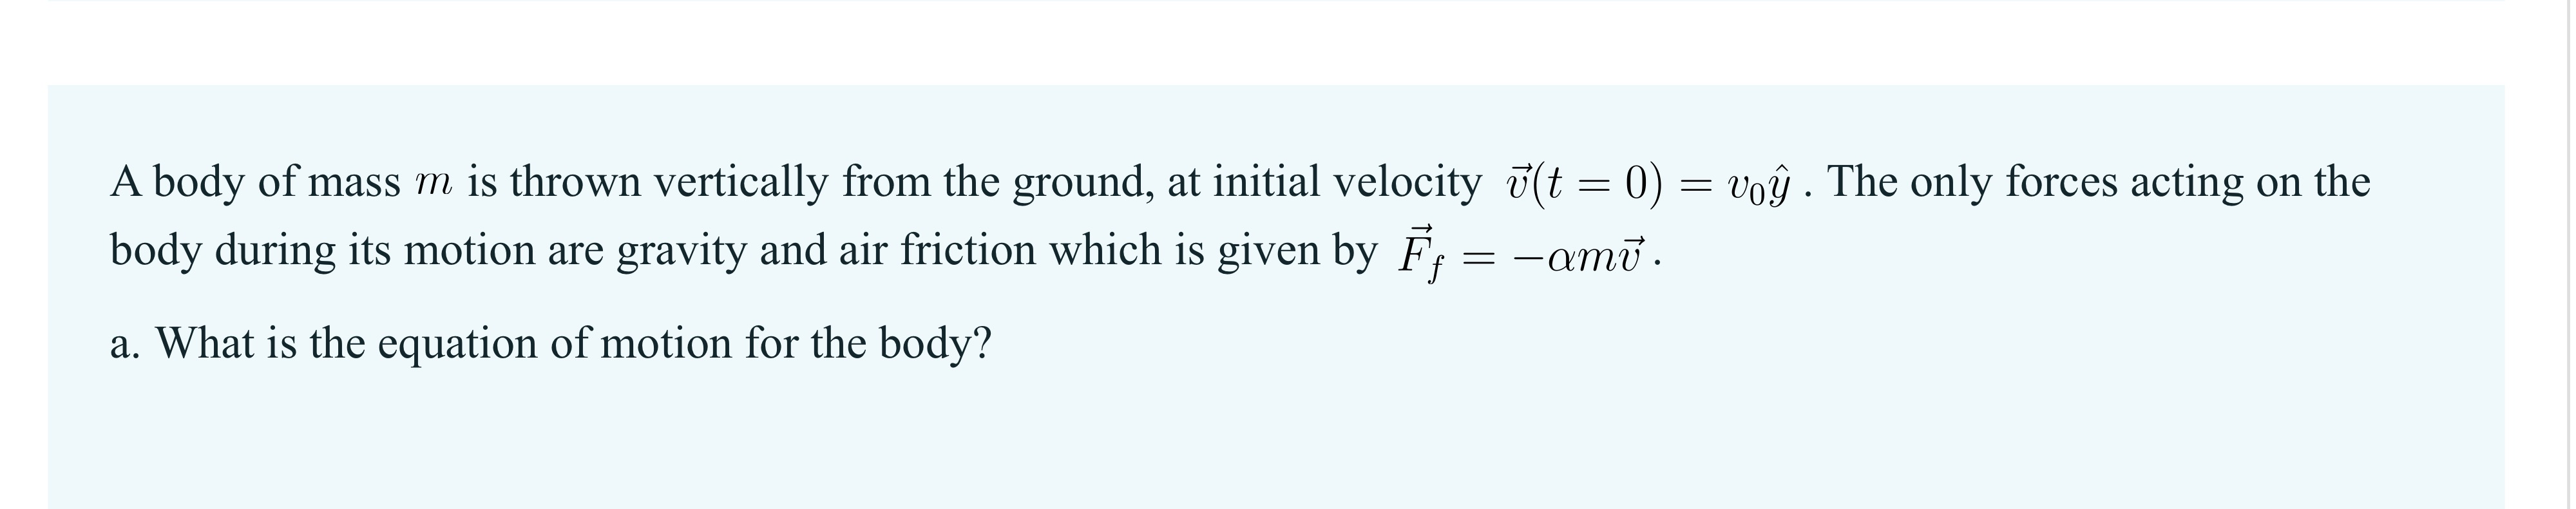 A body of mass $m$ is thrown vertically from the ground, at initial velocity $\vec{v}(t=0) = v_0\hat{y}$ . The only forces acting on the
body during its motion are gravity and air friction which is given by $\vec{F}_f = -\alpha m\vec{v}$ .
a. What is the equation of motion for the body?